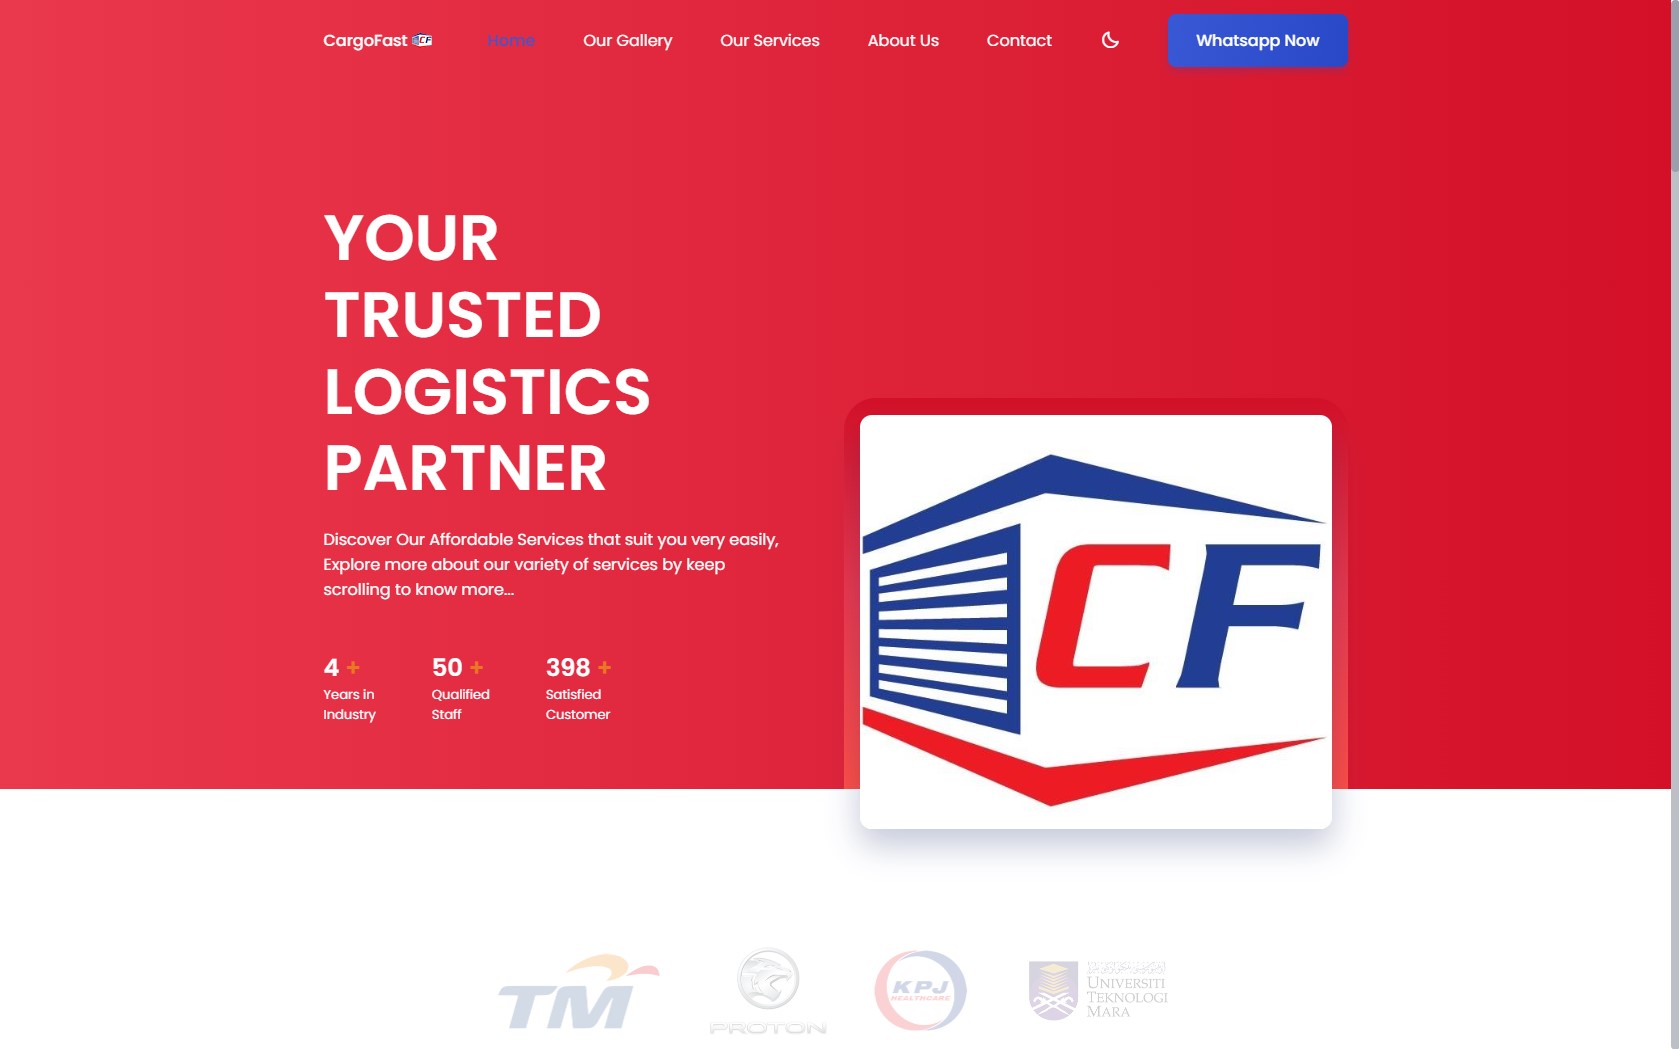 CargoFast CF
Home
Our Gallery
Our Services
About Us
Contact
Whatsapp Now
YOUR
TRUSTED
LOGISTICS
PARTNER
Discover Our Affordable Services that suit you very easily,
Explore more about our variety of services by keep
scrolling to know more...
4 +
Years in
Industry
50 +
Qualified
Staff
398 +
Satisfied
Customer
CF
TM
PROTON
KPJ
HEALTHCARE
UNIVERSITI
TEKNOLOGI
MARA